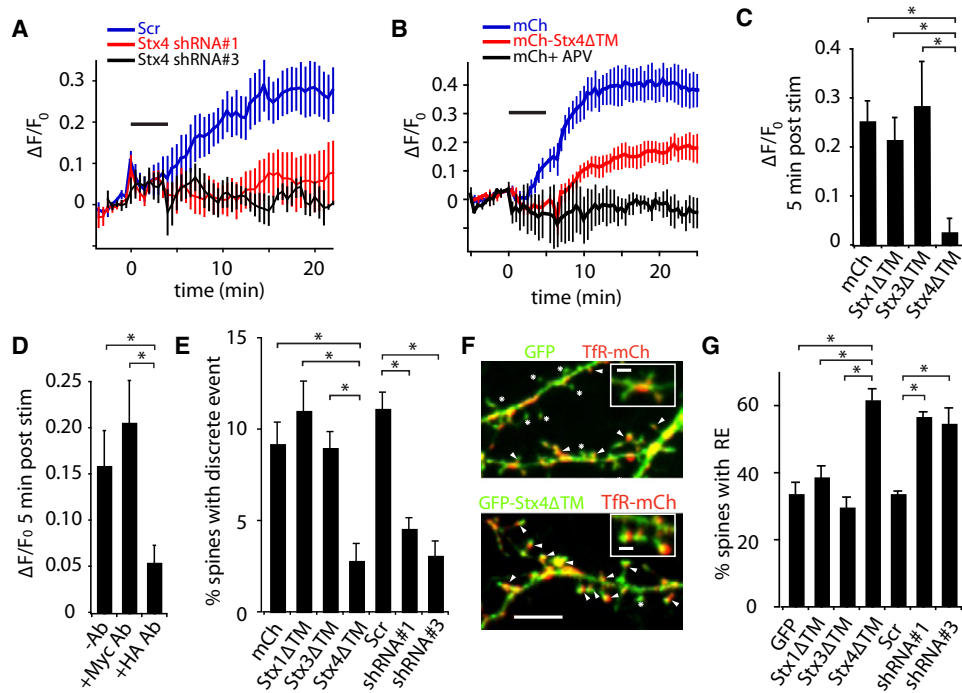 A
Scr
Stx4 shRNA#1
Stx4 shRNA#3
ΔF/F0
0.3
0.2
0.1
0
0
10
20
time (min)
B
mCh
mCh-Stx4ΔTM
mCh+ APV
ΔF/F0
0.4
0.3
0.2
0.1
0
0
10
20
time (min)
C
ΔF/F0
5 min post stim
0.4
0.3
0.2
0.1
0
*
*
*
mCh
Stx1ΔTM
Stx3ΔTM
Stx4ΔTM
D
ΔF/F0 5 min post stim
0.25
0.20
0.15
0.10
0.05
0
*
*
-Ab
+Myc Ab
+HA Ab
E
% spines with discrete event
15
10
5
0
*
*
*
*
*
mCh
Stx1ΔTM
Stx3ΔTM
Stx4ΔTM
Scr
shRNA#1
shRNA#3
F
GFP TfR-mCh
GFP-Stx4ΔTM TfR-mCh
G
% spines with RE
60
40
20
0
*
*
*
*
*
GFP
Stx1ΔTM
Stx3ΔTM
Stx4ΔTM
Scr
shRNA#1
shRNA#3